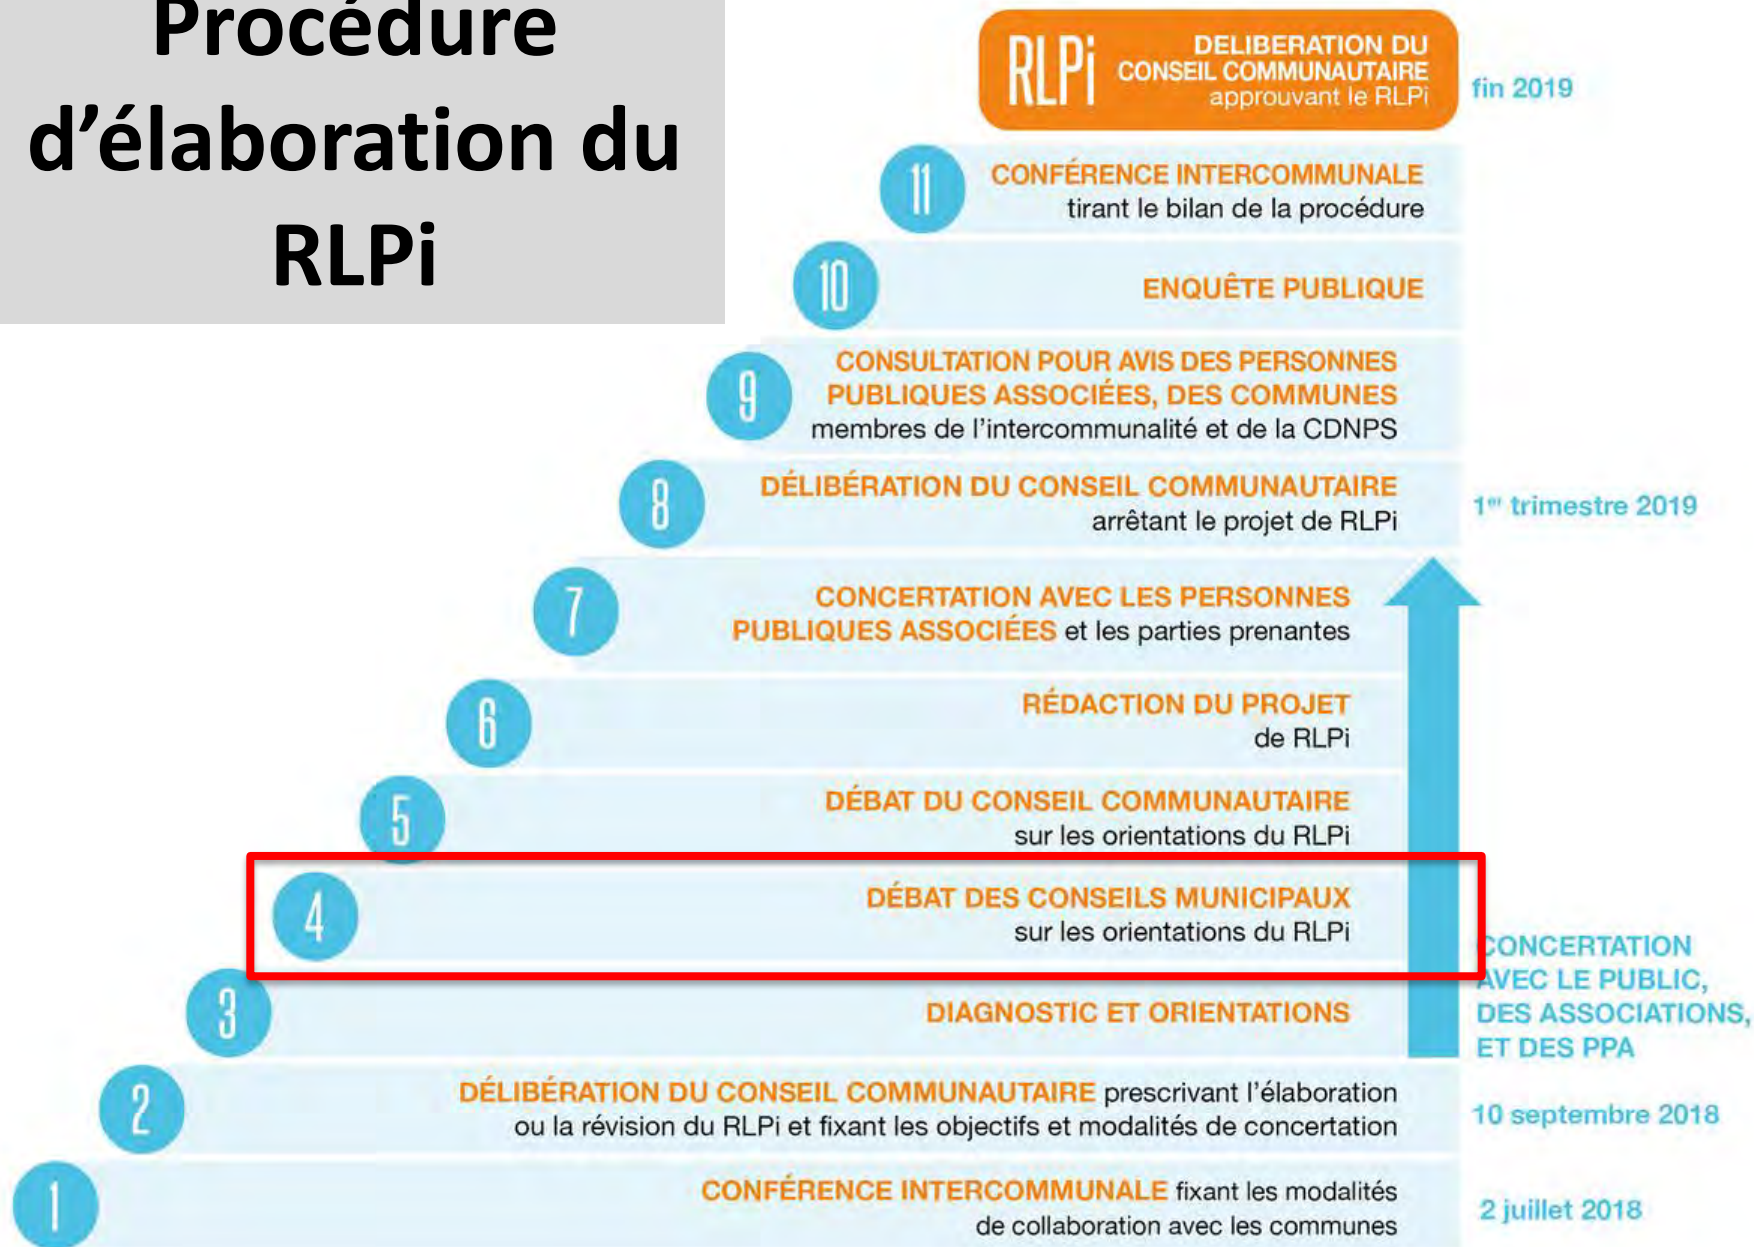 Procédure
d’élaboration du
RLPi
RLPi
DELIBERATION DU
CONSEIL COMMUNAUTAIRE
approuvant le RLPi
fin 2019
11
CONFÉRENCE INTERCOMMUNALE
tirant le bilan de la procédure
10
ENQUÊTE PUBLIQUE
9
CONSULTATION POUR AVIS DES PERSONNES
PUBLIQUES ASSOCIÉES, DES COMMUNES
membres de l’intercommunalité et de la CDNPS
8
DÉLIBÉRATION DU CONSEIL COMMUNAUTAIRE
arrêtant le projet de RLPi
1er trimestre 2019
7
CONCERTATION AVEC LES PERSONNES
PUBLIQUES ASSOCIÉES et les parties prenantes
6
RÉDACTION DU PROJET
de RLPi
5
DÉBAT DU CONSEIL COMMUNAUTAIRE
sur les orientations du RLPi
4
DÉBAT DES CONSEILS MUNICIPAUX
sur les orientations du RLPi
CONCERTATION
AVEC LE PUBLIC,
DES ASSOCIATIONS,
ET DES PPA
3
DIAGNOSTIC ET ORIENTATIONS
2
DÉLIBÉRATION DU CONSEIL COMMUNAUTAIRE prescrivant l’élaboration
ou la révision du RLPi et fixant les objectifs et modalités de concertation
10 septembre 2018
1
CONFÉRENCE INTERCOMMUNALE fixant les modalités
de collaboration avec les communes
2 juillet 2018